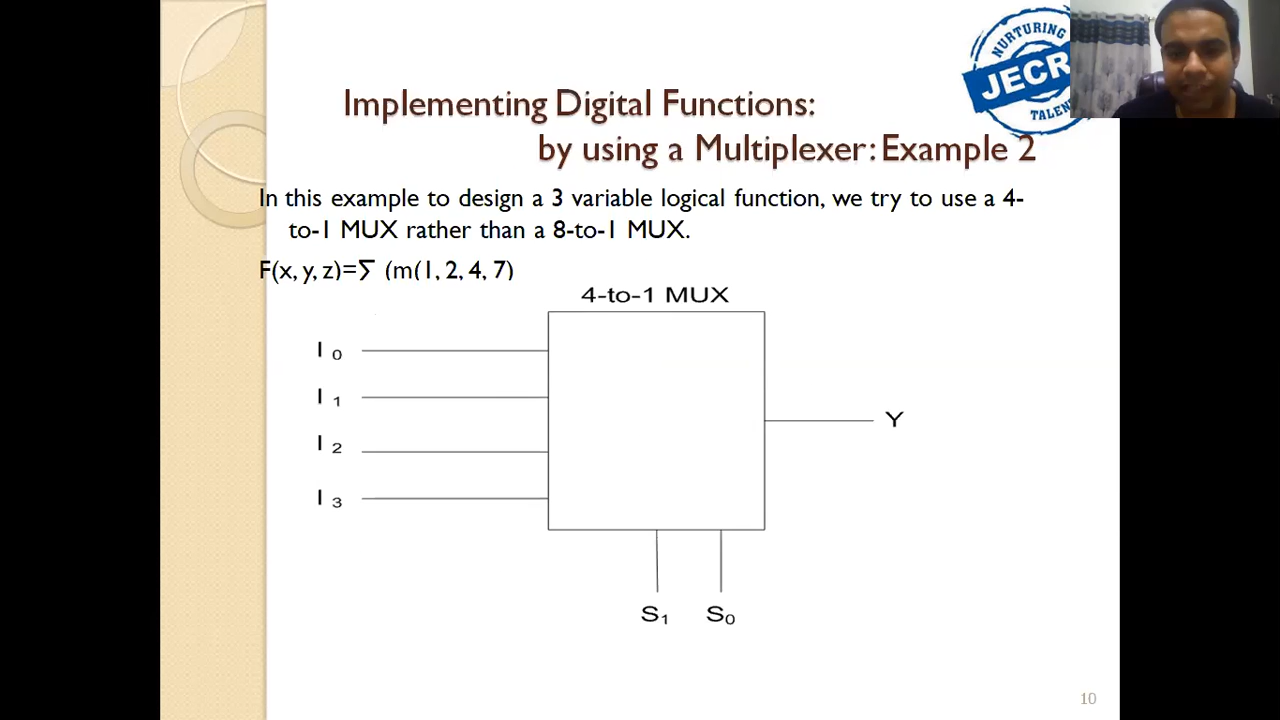 NURTURING
JECR
TALEN
Implementing Digital Functions:
by using a Multiplexer: Example 2
In this example to design a 3 variable logical function, we try to use a 4-
to-1 MUX rather than a 8-to-1 MUX.
F(x, y, z)=∑ (m(1, 2, 4, 7)
4-to-1 MUX
I 0
I 1
I 2
I 3
Y
S1 S0
10